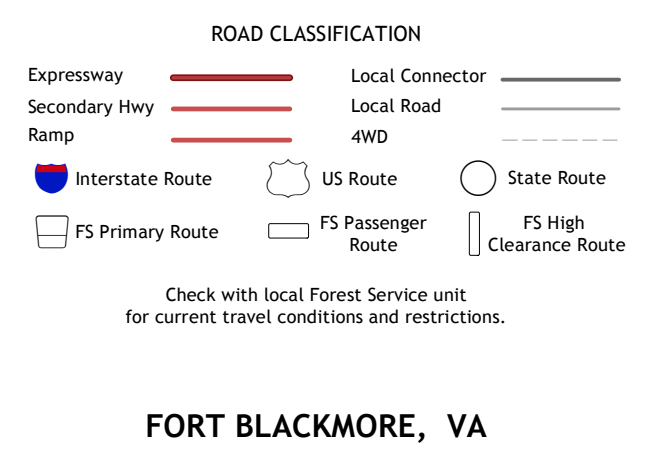 ROAD CLASSIFICATION
Expressway
Local Connector
Secondary Hwy
Local Road
Ramp
4WD
Interstate Route
US Route
State Route
FS Primary Route
FS Passenger
Route
FS High
Clearance Route
Check with local Forest Service unit
for current travel conditions and restrictions.
FORT BLACKMORE, VA